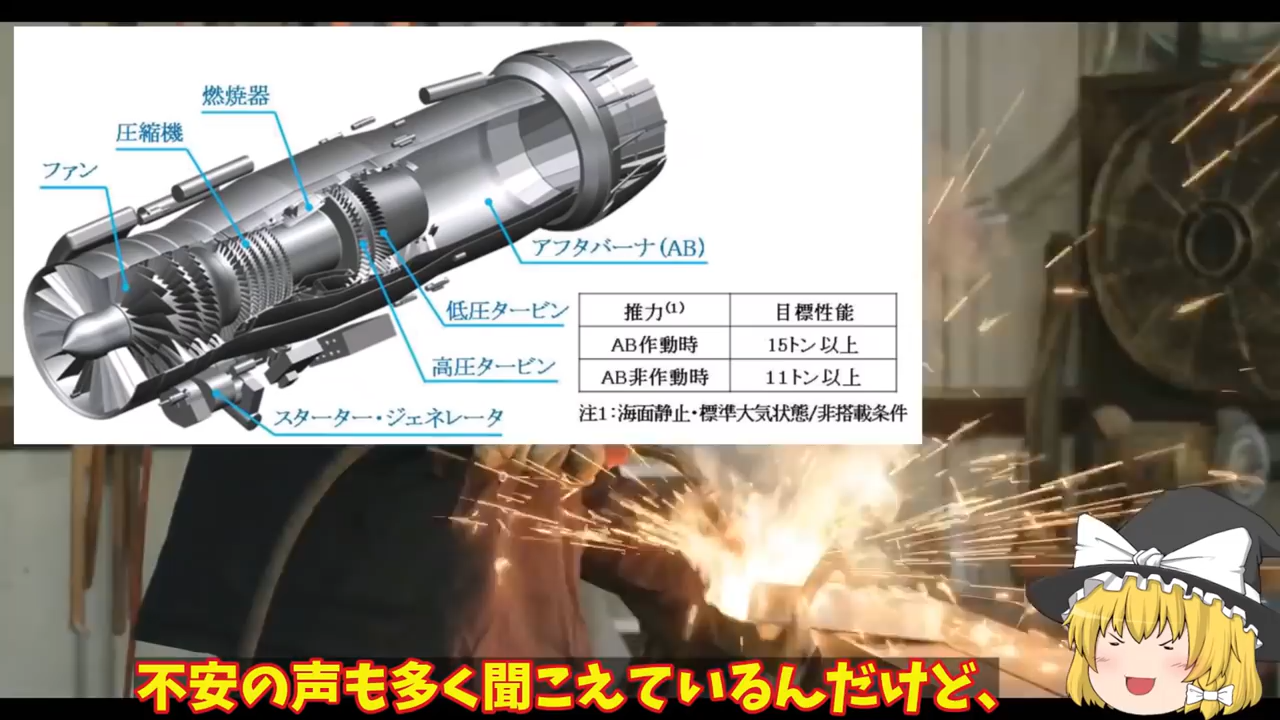 燃焼器
圧縮機
ファン
アフタバーナ(AB)
低圧タービン
高圧タービン
スターター・ジェネレータ
推力(1) 目標性能
AB作動時 15トン以上
AB非作動時 11トン以上
注1:海面静止・標準大気状態/非搭載条件
不安の声も多く聞こえているんだけど、